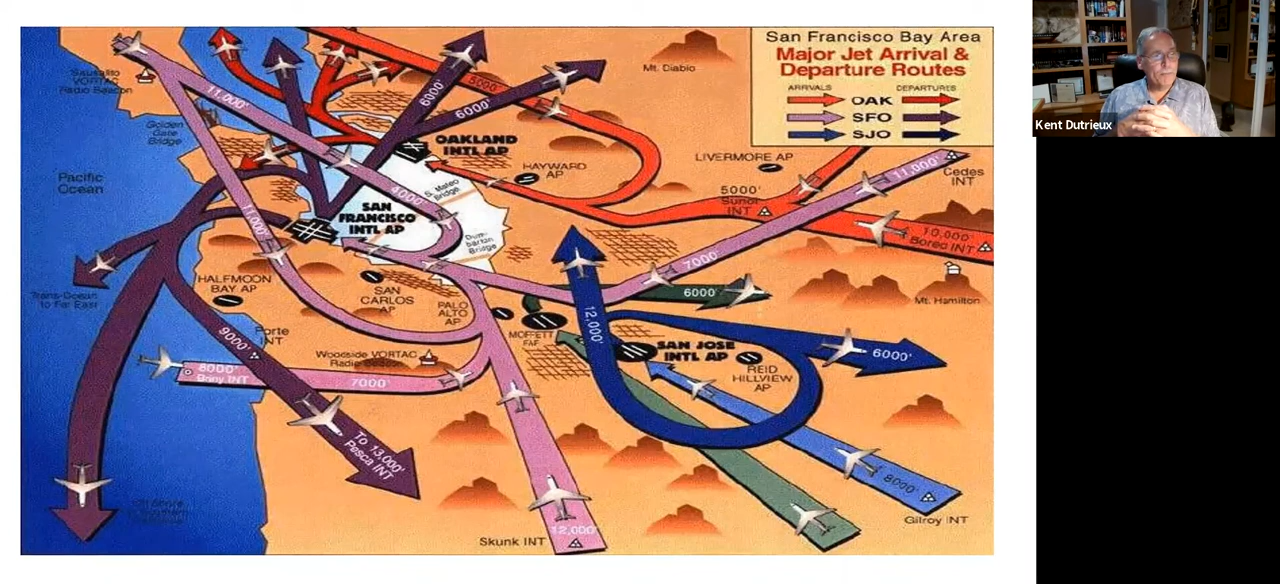 San Francisco Bay Area
Major Jet Arrival &
Departure Routes
ARRIVALS
DEPARTURES
OAK
SFO
SJO
Kent Dutrieux
Mt. Diablo
Sausalito
VORTAC
Radio Beacon
11,000'
6000'
6000'
5000'
Golden
Gate
Bridge
OAKLAND
INTL AP
HAYWARD
AP
LIVERMORE AP
11,000'
Cedes
INT
Pacific
Ocean
4000'
S. Mateo
Bridge
5000'
Sunol
INT
SAN
FRANCISCO
INTL AP
11,000'
Dum-
barton
Bridge
10,000'
INT
7000'
HALFMOON
BAY AP
SAN
CARLOS
AP
PALO
ALTO
AP
6000'
Mt. Hamilton
Trans-Ocean
to Far East
12,000'
MOFFETT
9000'
Porte
INT
Woodside VORTAC
Radio Beacon
SAN JOSE
INTL AP
6000'
REID
HILLVIEW
AP
8000'
Briny INT
7000'
To 13,000'
Pesca INT
8000'
Gilroy INT
12,000'
Skunk INT